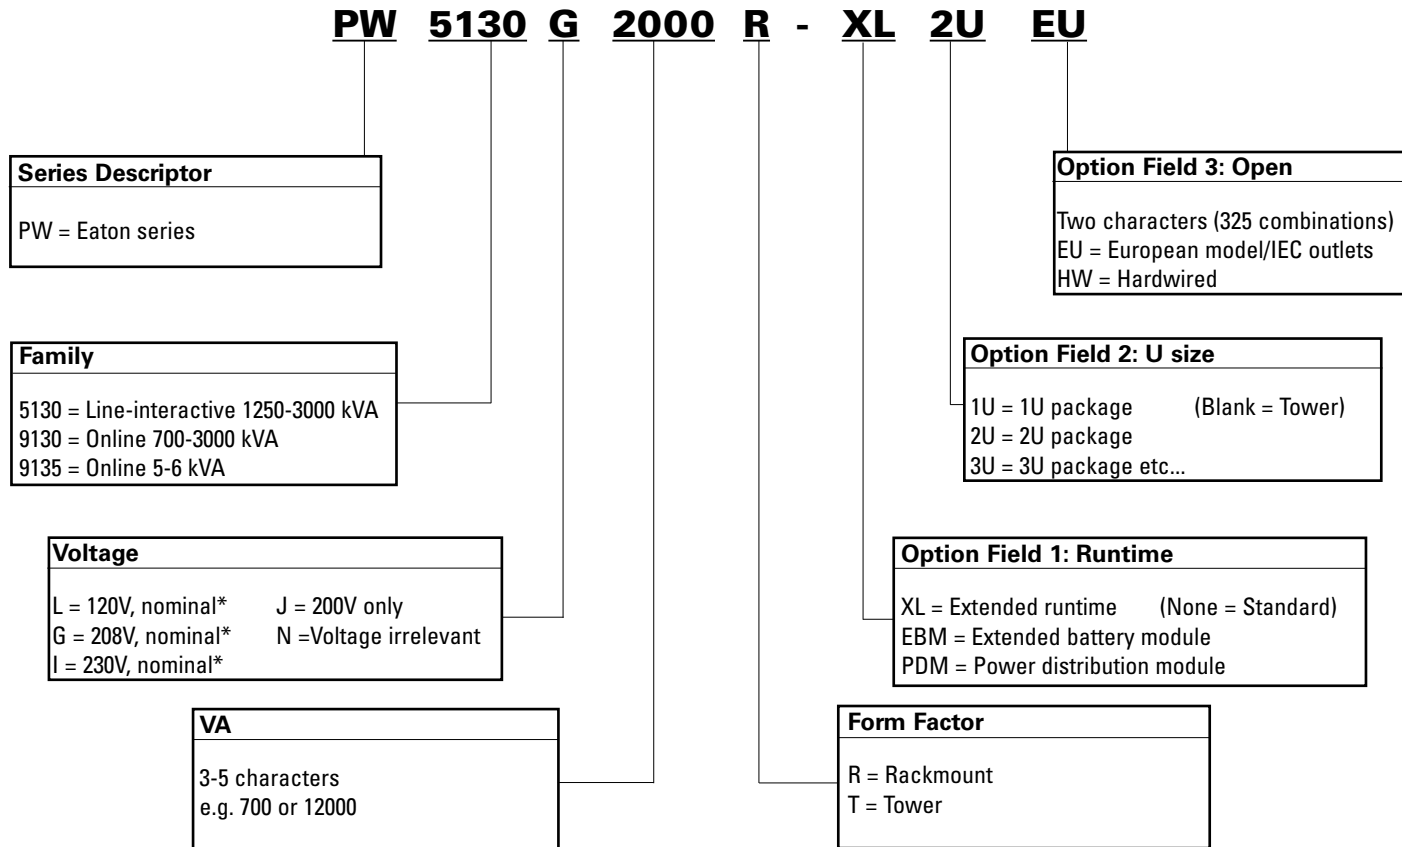 PW 5130 G 2000 R - XL 2U EU
Series Descriptor
PW = Eaton series
Option Field 3: Open
Two characters (325 combinations)
EU = European model/IEC outlets
HW = Hardwired
Family
5130 = Line-interactive 1250-3000 kVA
9130 = Online 700-3000 kVA
9135 = Online 5-6 kVA
Option Field 2: U size
1U = 1U package (Blank = Tower)
2U = 2U package
3U = 3U package etc...
Voltage
L = 120V, nominal* J = 200V only
G = 208V, nominal* N =Voltage irrelevant
I = 230V, nominal*
Option Field 1: Runtime
XL = Extended runtime (None = Standard)
EBM = Extended battery module
PDM = Power distribution module
VA
3-5 characters
e.g. 700 or 12000
Form Factor
R = Rackmount
T = Tower